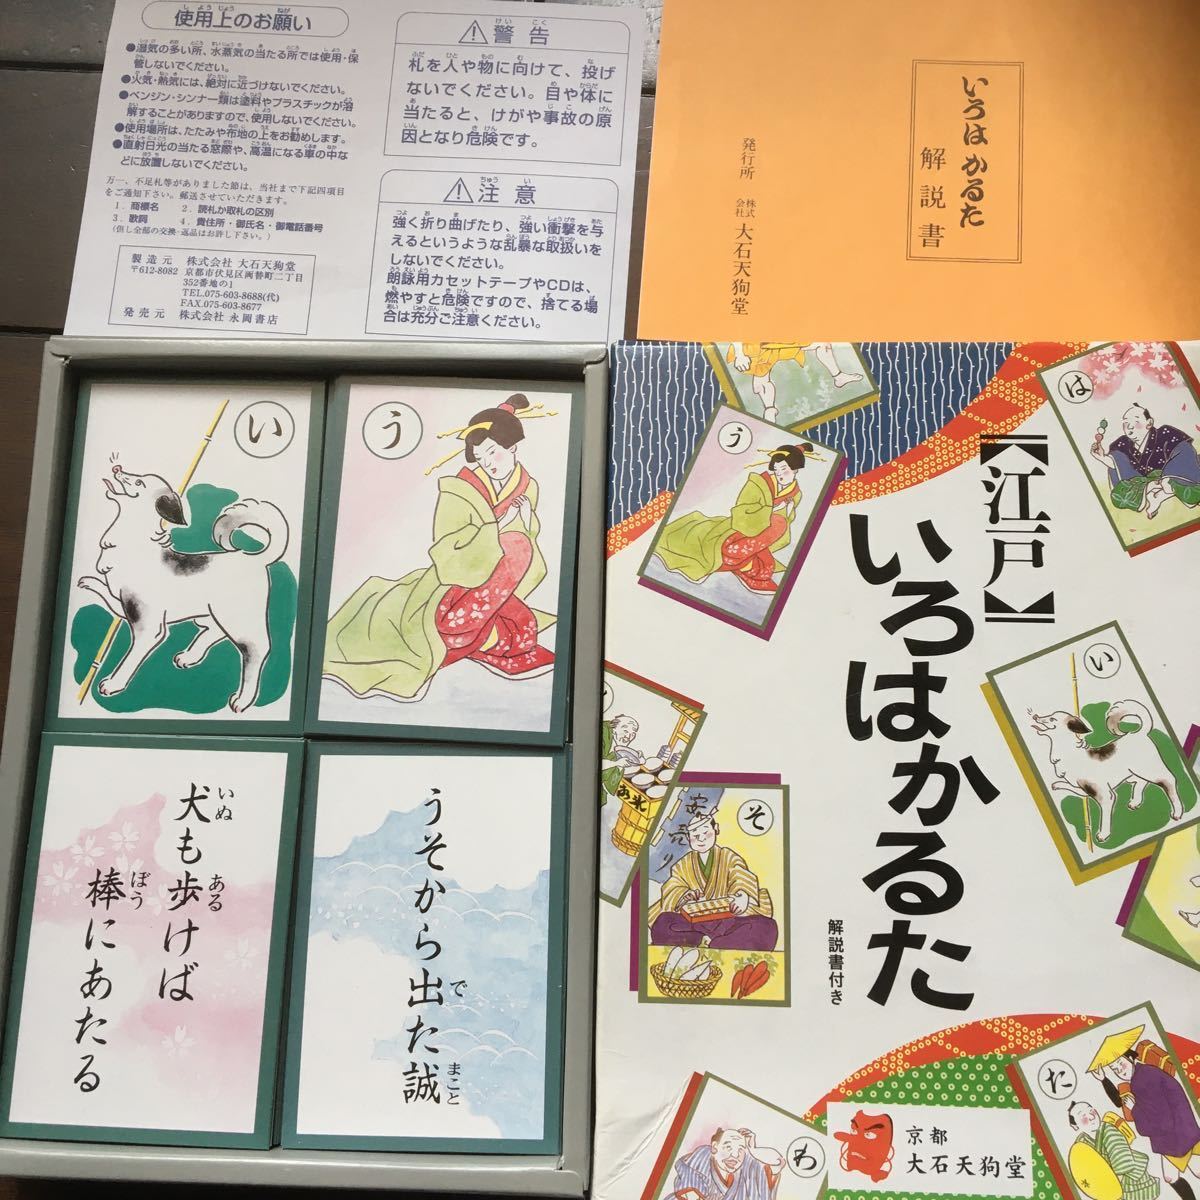 使用上のお願い
●湿気の多い所、水蒸気の当たる所では使用・保
管しないでください。
●火気・熱気には、絶対に近づけないでください。
●ベンジン・シンナー類は塗料やプラスチックが溶
解することがありますので、使用しないでください。
●使用場所は、たたみや布地の上をお勧めします。
●直射日光の当たる窓際や、高温になる車の中な
どに放置しないでください。
万一、不足札等がありました節は、当社まで下記四項目
をご通知下さい。郵送させていただきます。
1．商標名 2．読札か取札の区別
3．歌詞 4．貴住所・御氏名・御電話番号
(但し全部の交換・返品はお許し下さい。)
製造元 株式会社 大石天狗堂
〒612-8082 京都市伏見区両替町二丁目
352番地の1
TEL.075-603-8688(代)
FAX.075-603-8677
発売元 株式会社 永岡書店
⚠警告
札を人や物に向けて、投げ
ないでください。目や体に
当たると、けがや事故の原
因となり危険です。
⚠注意
強く折り曲げたり、強い衝撃を与
えるというような乱暴な取扱いを
しないでください。
朗詠用カセットテープやCDは、
燃やすと危険ですので、捨てる場
合は充分ご注意ください。
いろはかるた
解説書
発行所 株式会社 大石天狗堂
い
う
犬も歩けば
棒にあたる
うそから出た誠
【江戸】
いろはかるた
解説書付き
う
は
い
そ
安売り
た
わ
京都
大石天狗堂